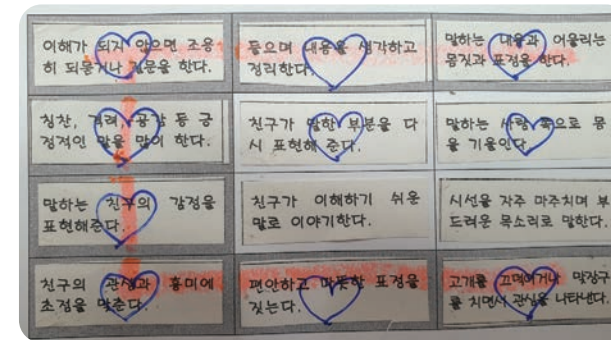 이해가 되지 않으면 조용
히 되묻거나 질문을 한다.
들으며 내용을 생각하고
정리한다.
말하는 내용과 어울리는
몸짓과 표정을 한다.
칭찬, 격려, 공감 등 긍
정적인 말을 많이 한다.
친구가 말한 부분을 다
시 표현해 준다.
말하는 사람 쪽으로 몸
을 기울인다.
말하는 친구의 감정을
표현해준다.
친구가 이해하기 쉬운
말로 이야기한다.
시선을 자주 마주치며 부
드러운 목소리로 말한다.
친구의 관심과 흥미에
초점을 맞춘다.
편안하고 따뜻한 표정을
짓는다.
고개를 끄덕이거나 맞장구
를 치면서 관심을 나타낸다.